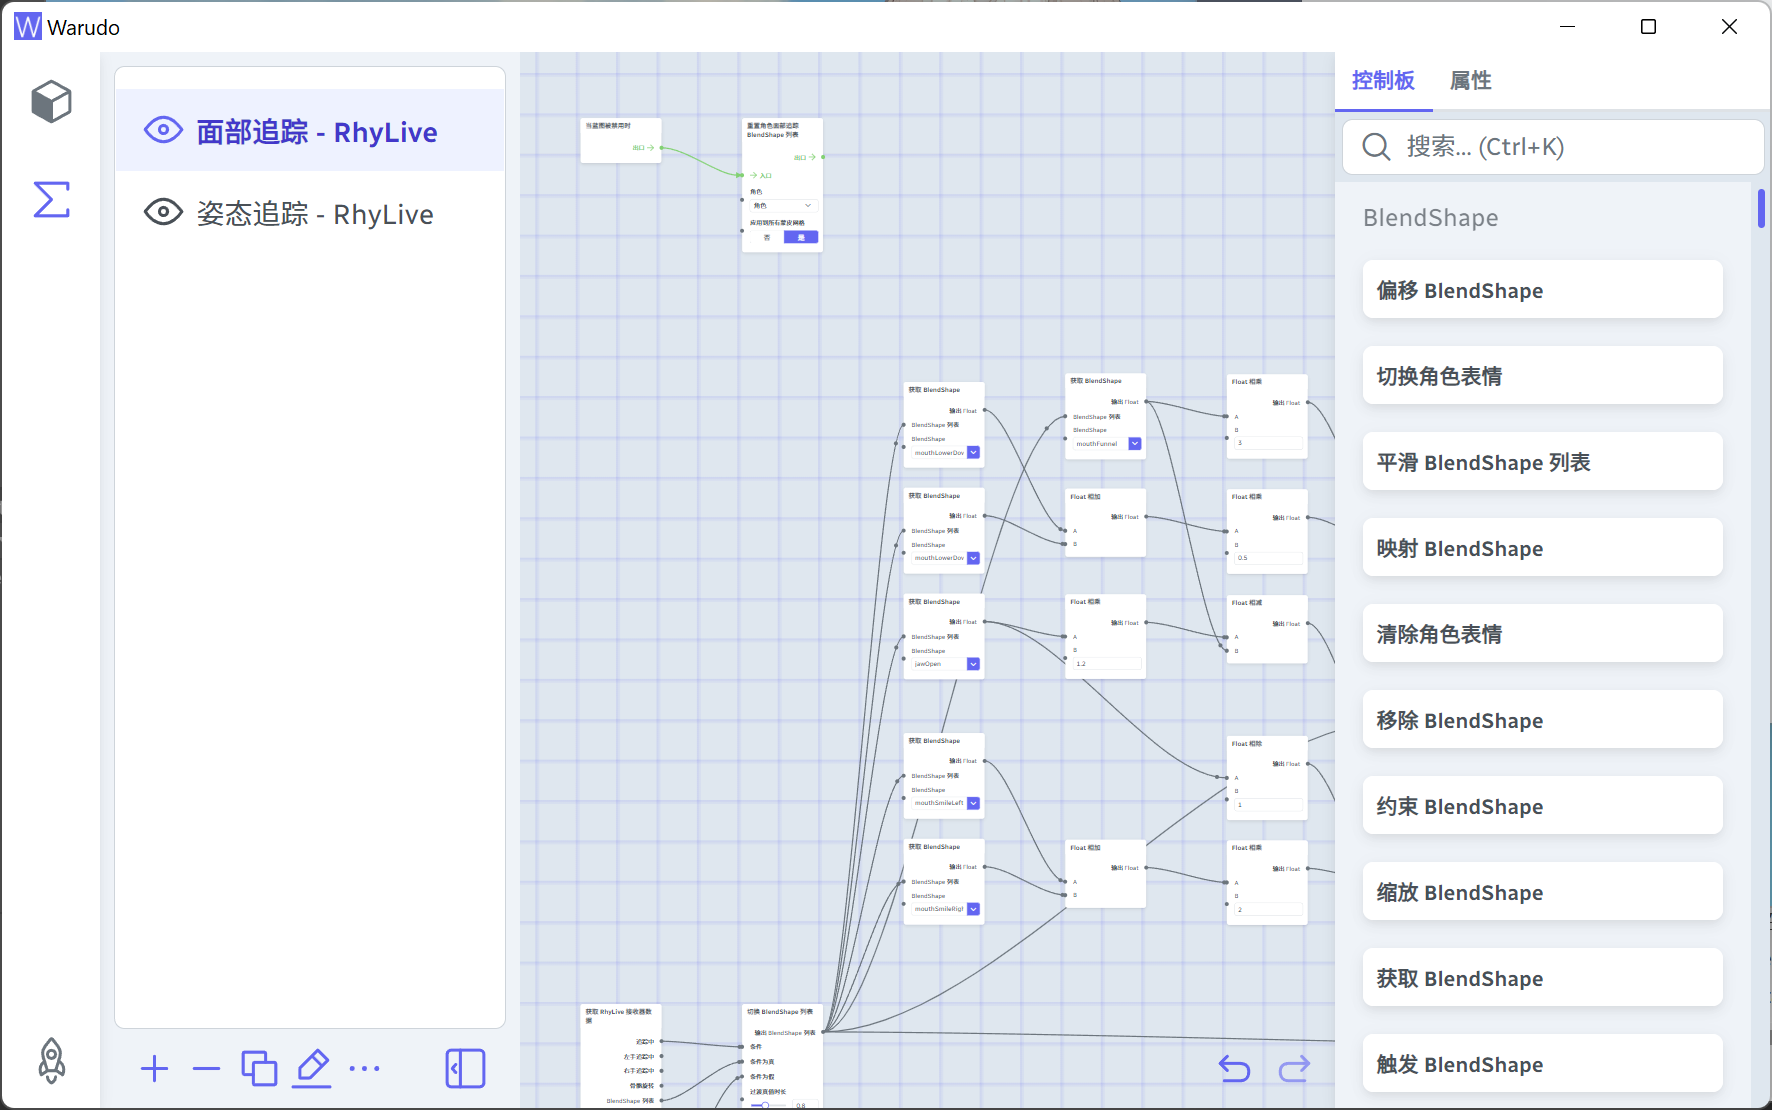 Warudo
面部追踪 - RhyLive
姿态追踪 - RhyLive
当蓝图被禁用时
出口
重置角色面部追踪
BlendShape 列表
出口
入口
角色
角色
应用到所有蒙皮网格
否
是
获取 BlendShape
输出 Float
BlendShape 列表
BlendShape
mouthLowerDov
获取 BlendShape
输出 Float
BlendShape 列表
BlendShape
mouthFunnel
Float 相乘
输出 Float
A
B
3
获取 BlendShape
输出 Float
BlendShape 列表
BlendShape
mouthLowerDov
Float 相加
输出 Float
A
B
Float 相乘
输出 Float
A
B
0.5
获取 BlendShape
输出 Float
BlendShape 列表
BlendShape
jawOpen
Float 相乘
输出 Float
A
B
1.2
Float 相减
输出 Float
A
B
获取 BlendShape
输出 Float
BlendShape 列表
BlendShape
mouthSmileLeft
Float 相除
输出 Float
A
B
1
获取 BlendShape
输出 Float
BlendShape 列表
BlendShape
mouthSmileRigh
Float 相加
输出 Float
A
B
Float 相乘
输出 Float
A
B
2
获取 RhyLive 接收器数
据
追踪中
左手追踪中
右手追踪中
骨骼旋转
BlendShape 列表
切换 BlendShape 列表
输出 BlendShape 列表
条件
条件为真
条件为假
过渡真值时长
0.8
控制板
属性
搜索... (Ctrl+K)
BlendShape
偏移 BlendShape
切换角色表情
平滑 BlendShape 列表
映射 BlendShape
清除角色表情
移除 BlendShape
约束 BlendShape
缩放 BlendShape
获取 BlendShape
触发 BlendShape